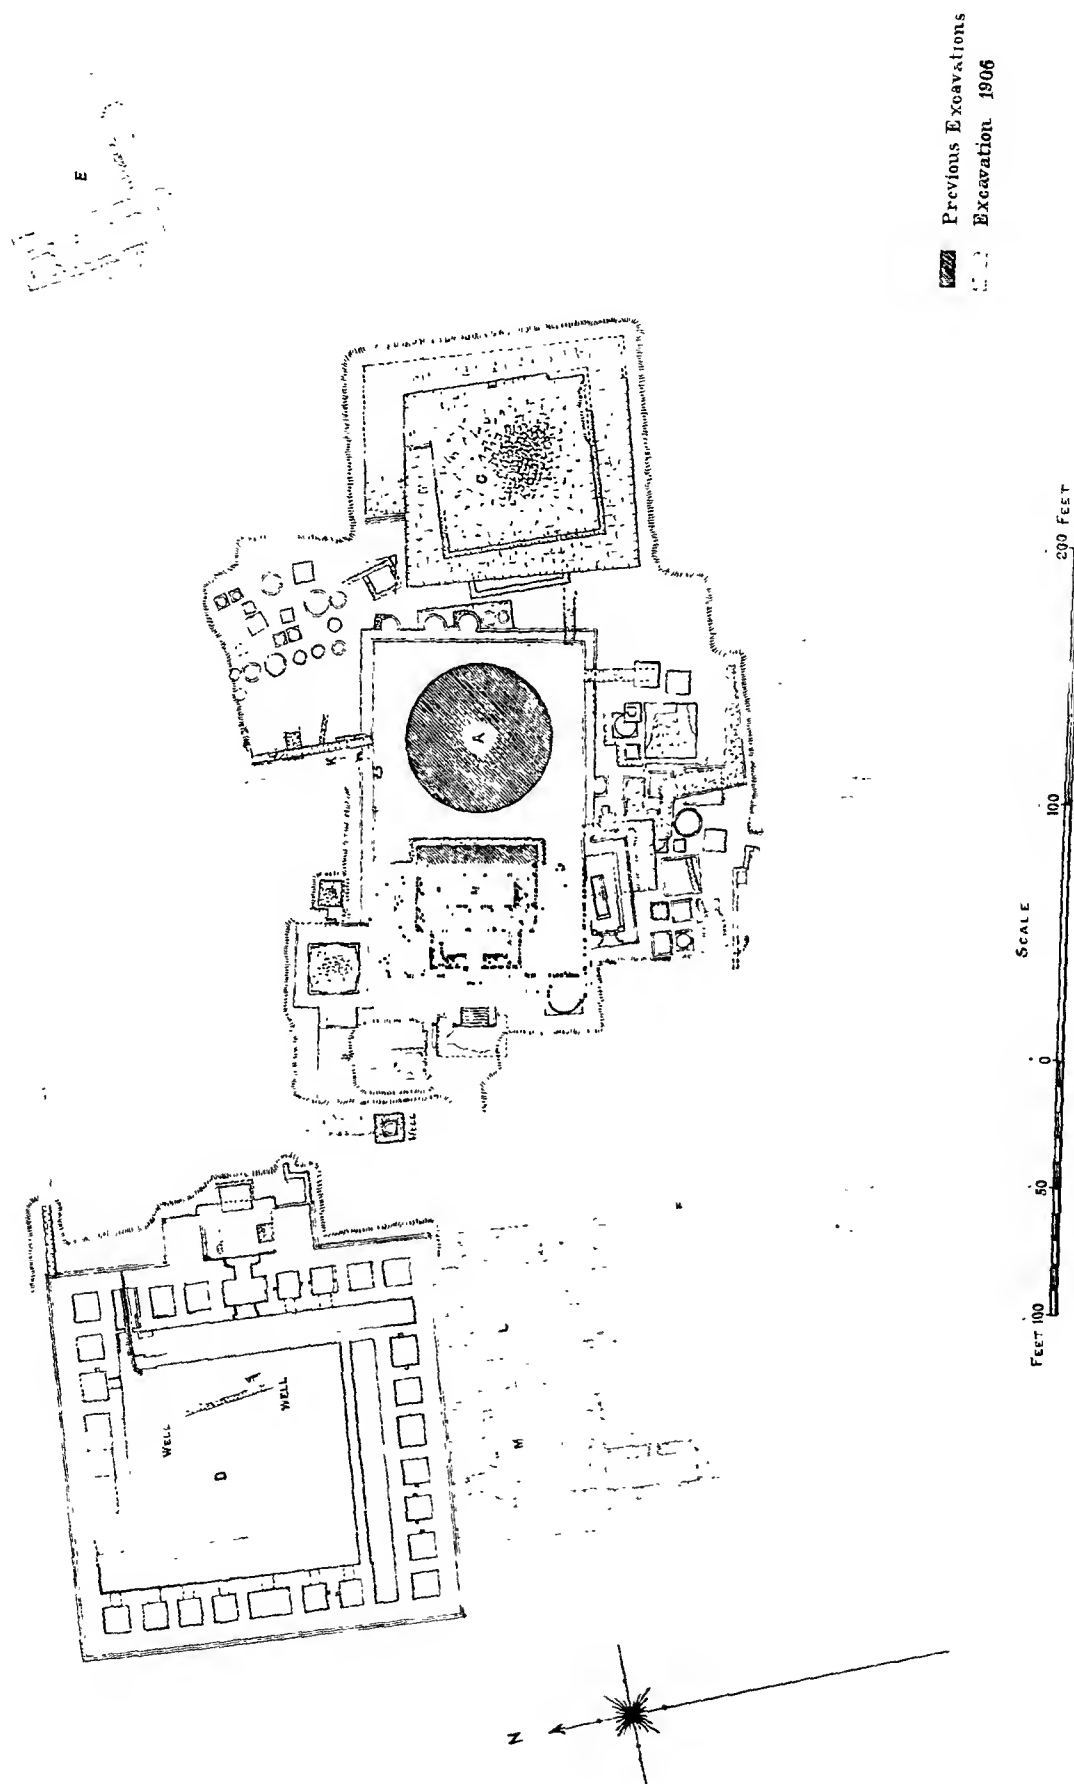 E
Previous Excavations
Excavation 1906
G
A
K
WELL
WELL
WELL
D
L
M
N
SCALE
FEET 100
50
0
100
200 FEET